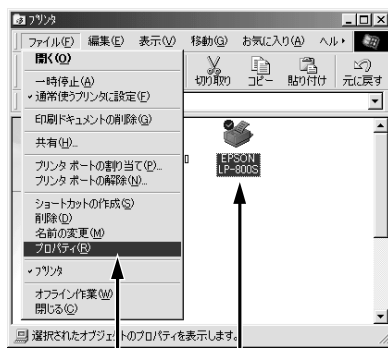 プリンタ
ファイル(F) 編集(E) 表示(V) 移動(G) お気に入り(A) ヘル
開く(O)
一時停止(A)
通常使うプリンタに設定(F)
印刷ドキュメントの削除(G)
共有(H)...
プリンタ ポートの割り当て(P)...
プリンタ ポートの解除(N)...
ショートカットの作成(S)
削除(D)
名前の変更(M)
プロパティ(R)
プリンタ
オフライン作業(W)
閉じる(C)
切り取り コピー 貼り付け 元に戻す
EPSON
LP-800S
選択されたオブジェクトのプロパティを表示します。